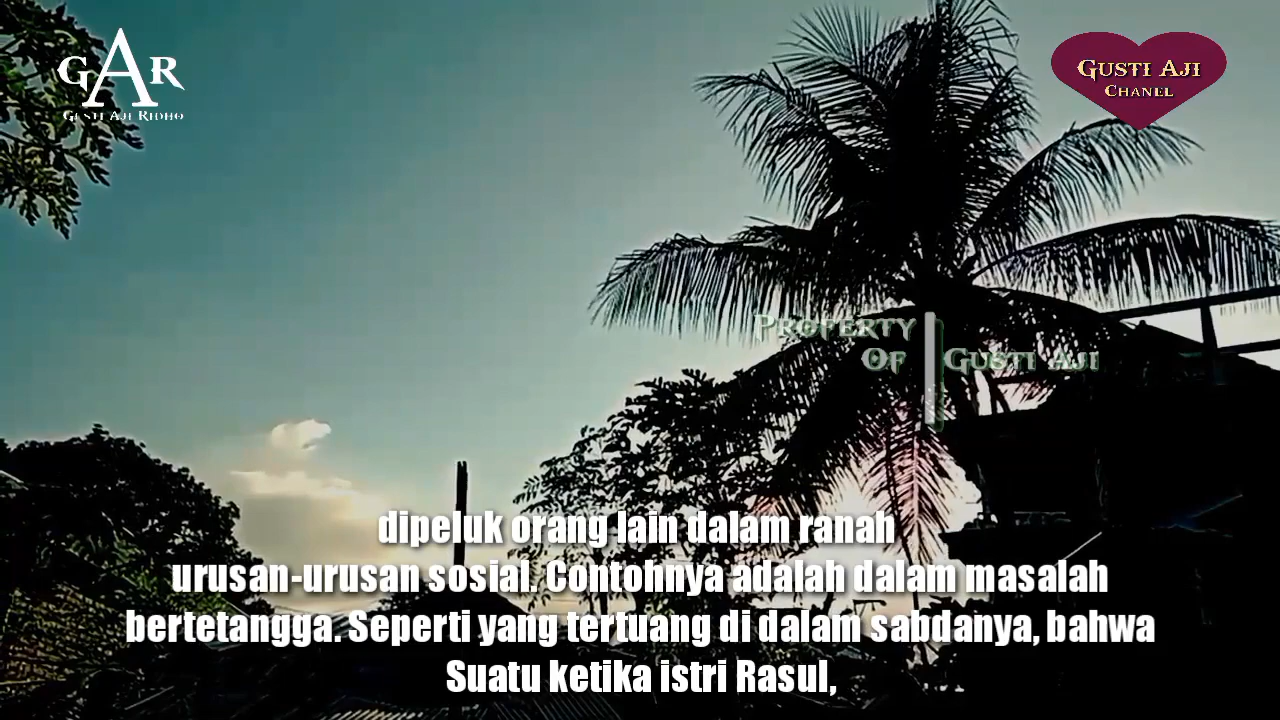 GAR
Gusti Aji Ridho
Gusti Aji
Chanel
Property
Of
Gusti Aji
dipeluk orang lain dalam ranah
urusan-urusan sosial. Contohnya adalah dalam masalah
bertetangga. Seperti yang tertuang di dalam sabdanya, bahwa
Suatu ketika istri Rasul,